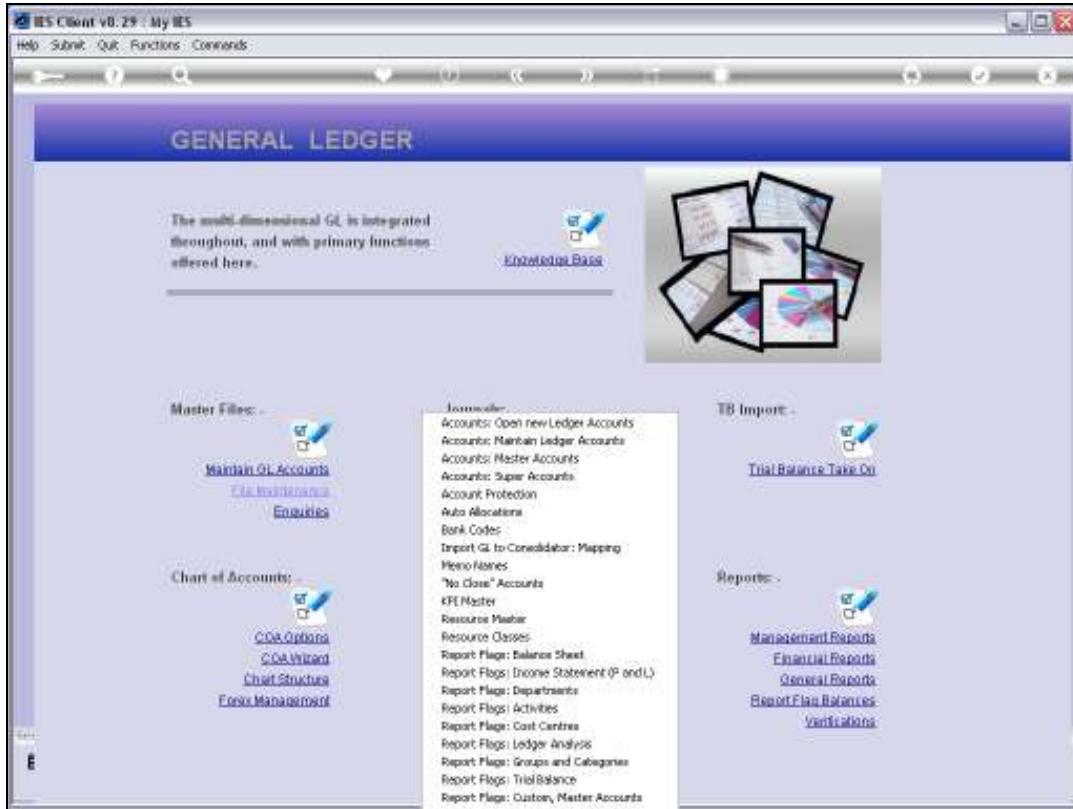 IES Client v8.29 : My IES
Help Submit Quit Functions Commands
GENERAL LEDGER
The multi-dimensional GL is integrated
throughout, and with primary functions
offered here.
Knowledge Base
Master Files: .
Maintain GL Accounts
File Maintenance
Enquiries
Journals:
Accounts: Open new Ledger Accounts
Accounts: Maintain Ledger Accounts
Accounts: Master Accounts
Accounts: Super Accounts
Account Protection
Auto Allocations
Bank Codes
Import GL to Consolidator: Mapping
Memo Names
"No Close" Accounts
KPI Master
Resource Master
Resource Classes
Report Flags: Balance Sheet
Report Flags: Income Statement (P and L)
Report Flags: Departments
Report Flags: Activities
Report Flags: Cost Centres
Report Flags: Ledger Analysis
Report Flags: Groups and Categories
Report Flags: Trial Balance
Report Flags: Custom, Master Accounts
TB Import: .
Trial Balance Take On
Chart of Accounts: .
COA Options
COA Wizard
Chart Structure
Forex Management
Reports: .
Management Reports
Financial Reports
General Reports
Report Flag Balances
Verifications